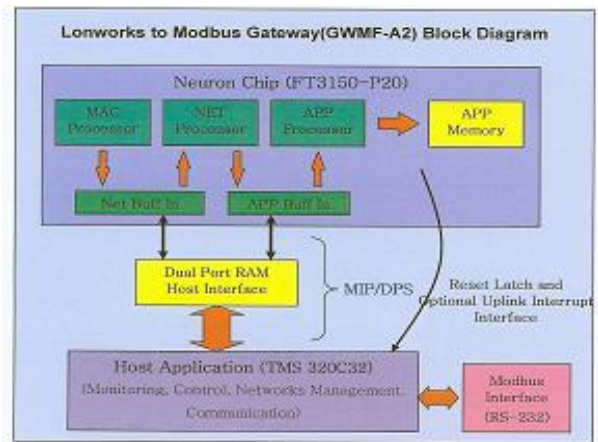 Lonworks to Modbus Gateway(GWMF-A2) Block Diagram
Neuron Chip (FT3150-P20)
MAC
Processor
NET
Processor
APP
Processor
APP
Memory
Net Buff In
APP Buff In
Dual Port RAM
Host Interface
MIP/DPS
Reset Latch and
Optional Uplink Interrupt
Interface
Host Application (TMS 320C32)
(Monitoring, Control, Networks Management,
Communication)
Modbus
Interface
(RS-232)